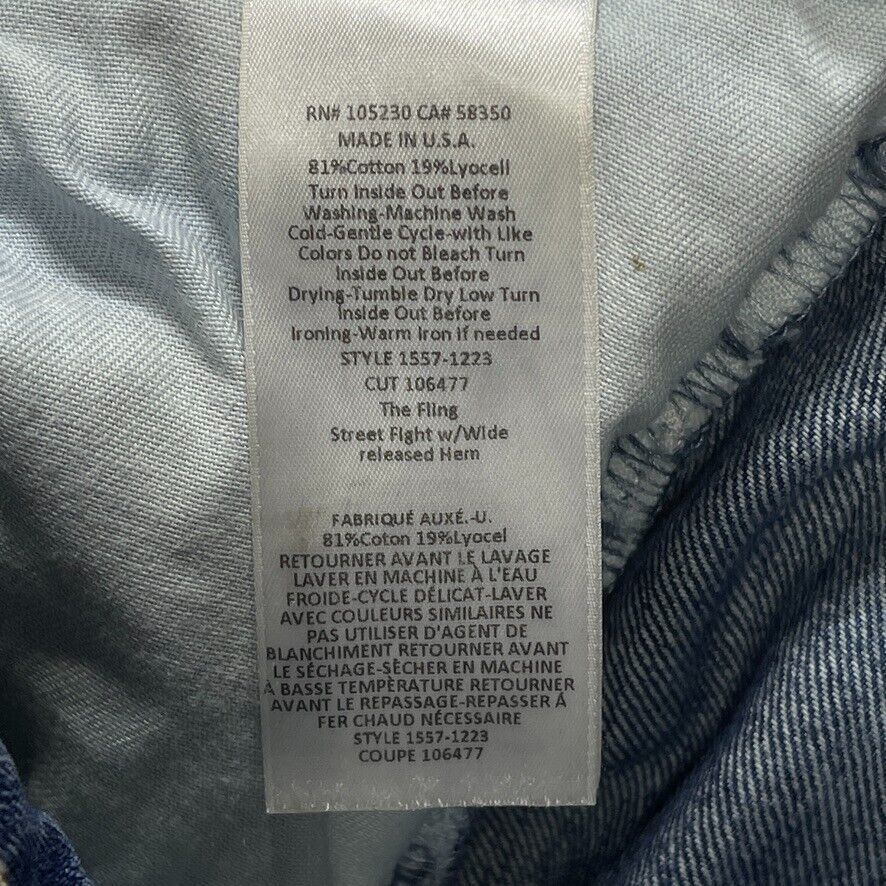 RN# 105230 CA# 58350
MADE IN U.S.A.
81%Cotton 19%Lyocell
Turn Inside Out Before
Washing-Machine Wash
Cold-Gentle Cycle-with Like
Colors Do not Bleach Turn
Inside Out Before
Drying-Tumble Dry Low Turn
Inside Out Before
Ironing-Warm Iron if needed
STYLE 1557-1223
CUT 106477
The Fling
Street Fight w/Wide
released Hem
FABRIQUÉ AUXÉ.-U.
81%Coton 19%Lyocel
RETOURNER AVANT LE LAVAGE
LAVER EN MACHINE À L'EAU
FROIDE-CYCLE DÉLICAT-LAVER
AVEC COULEURS SIMILAIRES NE
PAS UTILISER D'AGENT DE
BLANCHIMENT RETOURNER AVANT
LE SÉCHAGE-SÈCHER EN MACHINE
À BASSE TEMPÈRATURE RETOURNER
AVANT LE REPASSAGE-REPASSER Á
FER CHAUD NÉCESSAIRE
STYLE 1557-1223
COUPE 106477